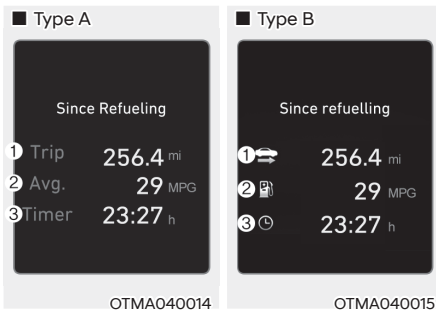 ■ Type A
Since Refueling
① Trip 256.4 mi
② Avg. 29 MPG
③ Timer 23:27 h
OTMA040014
■ Type B
Since refuelling
① 256.4 mi
② 29 MPG
③ 23:27 h
OTMA040015